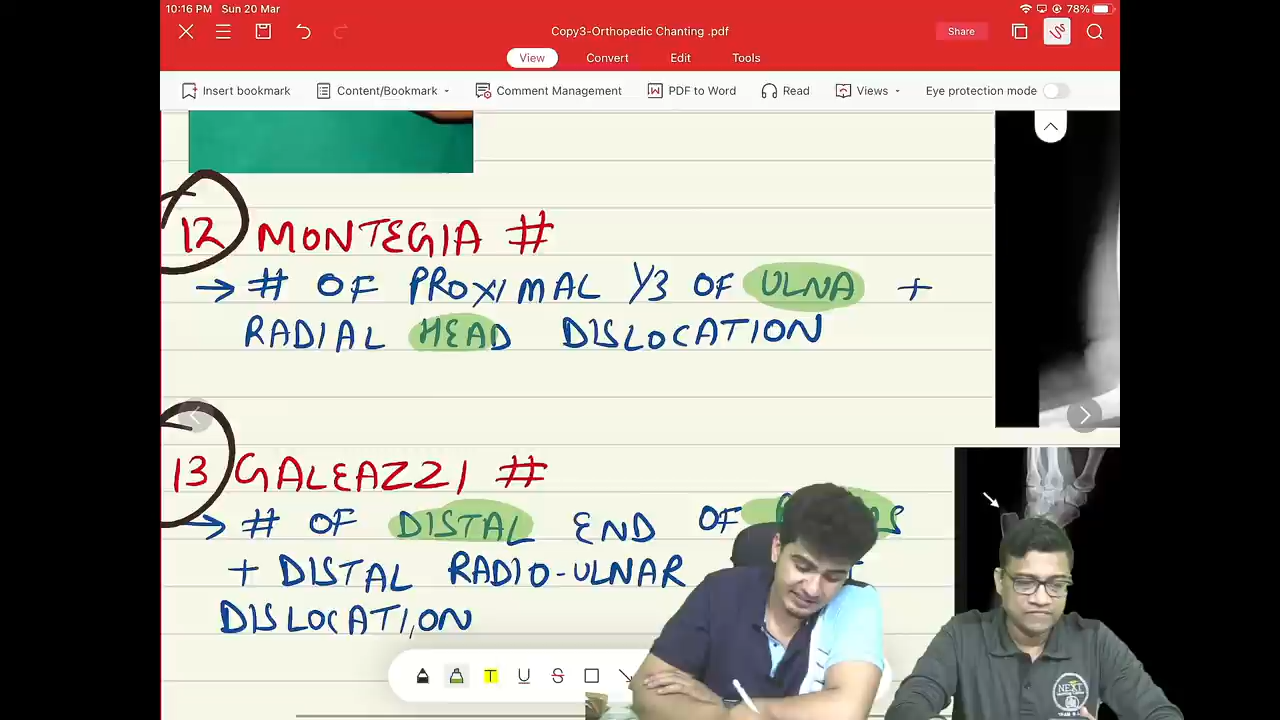 10:16 PM Sun 20 Mar 78%
Copy3-Orthopedic Chanting .pdf Share
View Convert Edit Tools
Insert bookmark Content/Bookmark Comment Management PDF to Word Read Views Eye protection mode
12 MONTEGIA #
→ # OF PROXIMAL 1/3 OF ULNA +
RADIAL HEAD DISLOCATION
13 GALEAZZI #
→ # OF DISTAL END OF
+ DISTAL RADIO-ULNAR
DISLOCATION
T U S
NEXT